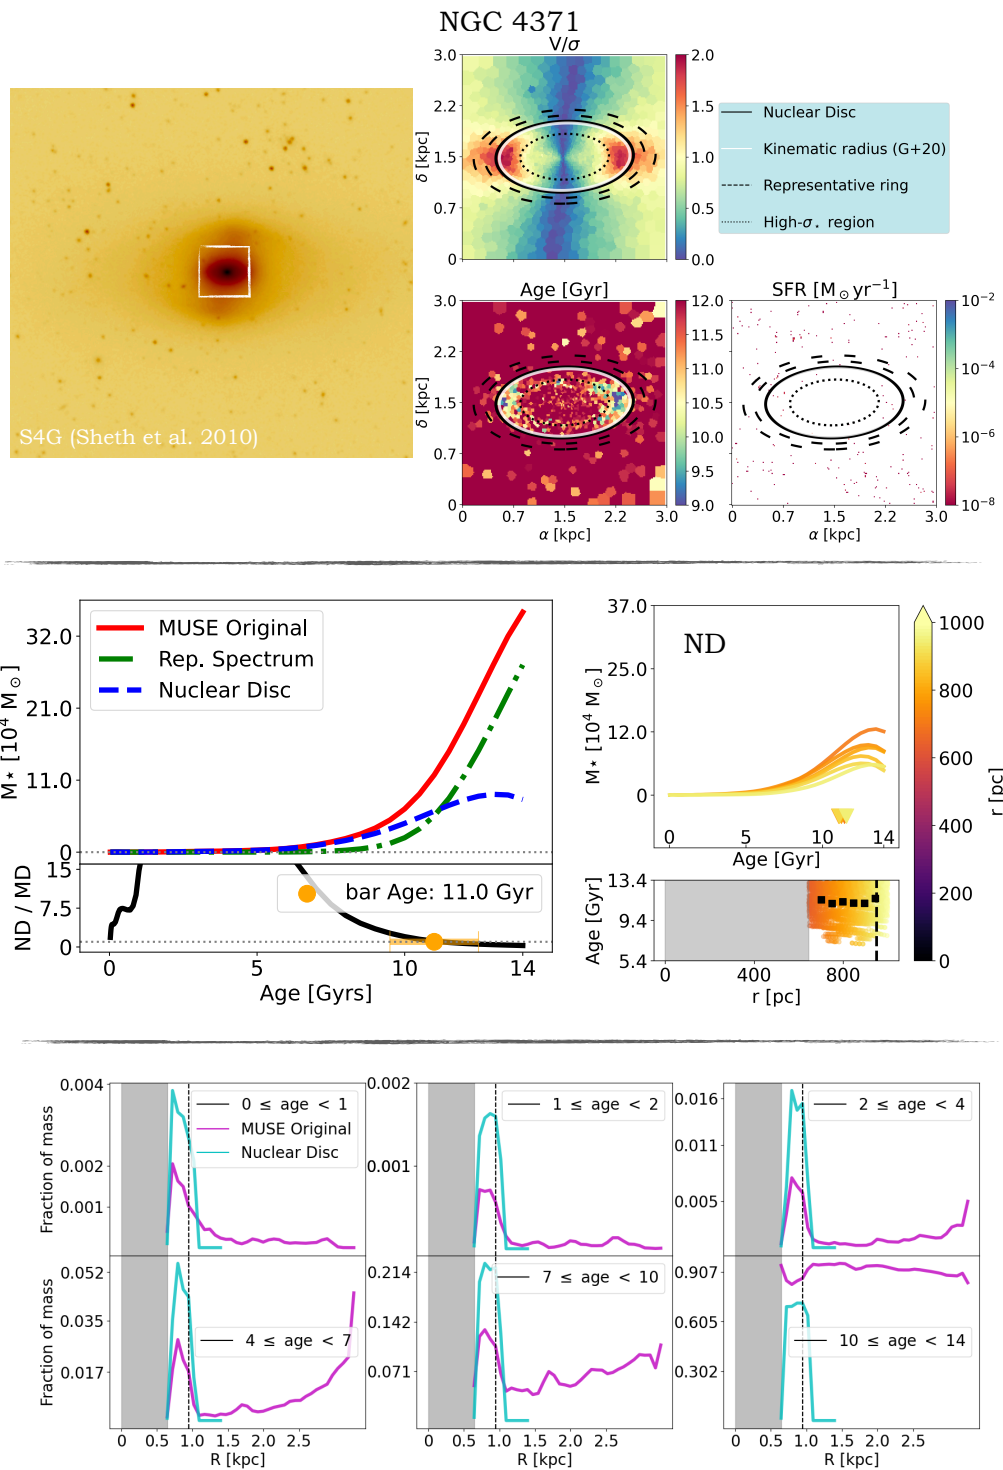 NGC 4371
V/σ
3.0
2.2
1.5
0.7
0
δ [kpc]
2.0
1.5
1.0
0.5
0.0
Nuclear Disc
Kinematic radius (G+20)
Representative ring
High-σ⋆ region
S4G (Sheth et al. 2010)
Age [Gyr]
3.0
2.2
1.5
0.7
0
δ [kpc]
0 0.7 1.5 2.2 3.0
α [kpc]
12.0
11.5
11.0
10.5
10.0
9.5
9.0
SFR [M⊙yr⁻¹]
0 0.7 1.5 2.2 3.0
α [kpc]
10⁻²
10⁻⁴
10⁻⁶
10⁻⁸
MUSE Original
Rep. Spectrum
Nuclear Disc
32.0
21.0
11.0
0
M⋆ [10⁴ M⊙]
bar Age: 11.0 Gyr
15
7.5
0
ND / MD
0 5 10 14
Age [Gyrs]
ND
37.0
25.0
12.0
0
M⋆ [10⁴ M⊙]
0 5 10 14
Age [Gyr]
13.4
9.4
5.4
Age [Gyr]
0 400 800
r [pc]
1000
800
600
400
200
0
r [pc]
0.004
0.002
0.001
Fraction of mass
0 ≤ age < 1
MUSE Original
Nuclear Disc
0.002
0.001
1 ≤ age < 2
0.016
0.011
0.005
2 ≤ age < 4
0.052
0.035
0.017
Fraction of mass
4 ≤ age < 7
0 0.5 1.0 1.5 2.0 2.5
R [kpc]
0.214
0.142
0.071
7 ≤ age < 10
0 0.5 1.0 1.5 2.0 2.5
R [kpc]
0.907
0.605
0.302
10 ≤ age < 14
0 0.5 1.0 1.5 2.0 2.5
R [kpc]